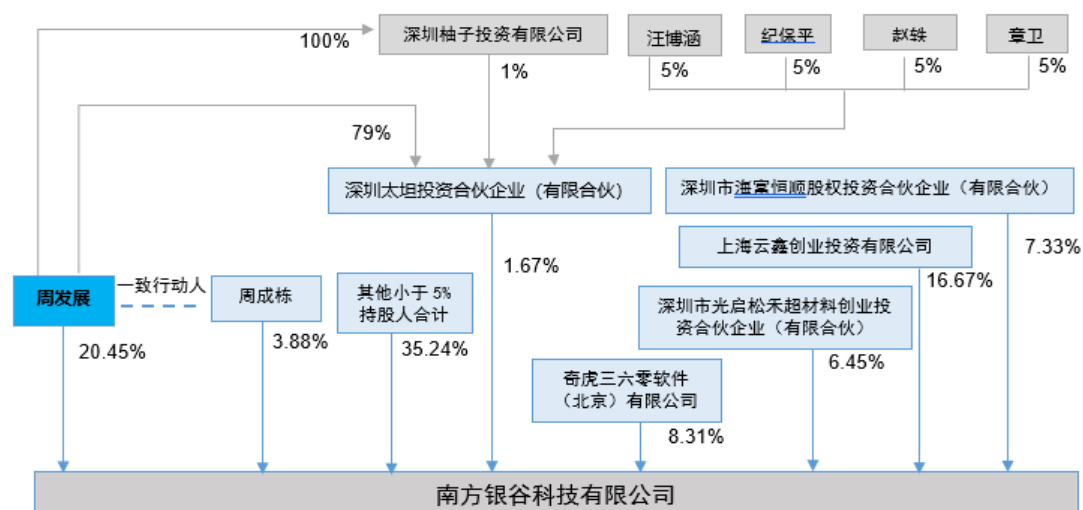 100%
深圳柚子投资有限公司
汪博涵
纪保平
赵轶
章卫
1%
5%
5%
5%
5%
79%
深圳太坦投资合伙企业（有限合伙）
深圳市海富恒顺股权投资合伙企业（有限合伙）
上海云鑫创业投资有限公司
7.33%
1.67%
16.67%
周发展
一致行动人
周成栋
其他小于 5%
持股人合计
深圳市光启松禾超材料创业投
资合伙企业（有限合伙）
20.45%
3.88%
35.24%
6.45%
奇虎三六零软件
（北京）有限公司
8.31%
南方银谷科技有限公司